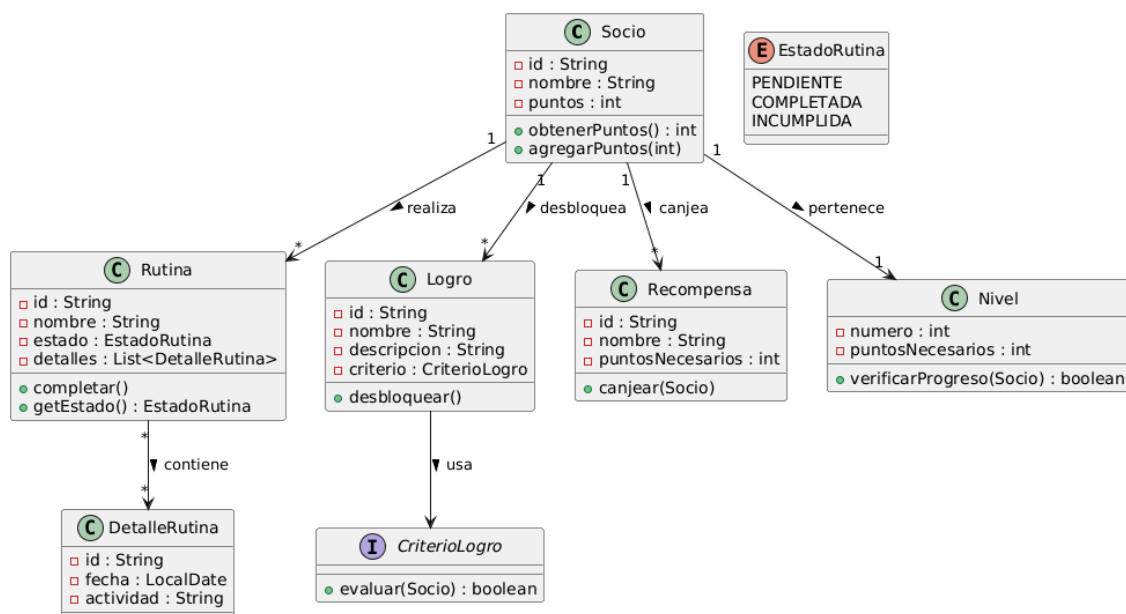 C Socio
id : String
nombre : String
puntos : int
obtenerPuntos() : int
agregarPuntos(int)
E EstadoRutina
PENDIENTE
COMPLETADA
INCUMPLIDA
1
realiza
*
1
desbloquea
*
1
canjea
*
1
pertenece
1
C Rutina
id : String
nombre : String
estado : EstadoRutina
detalles : List<DetalleRutina>
completar()
getEstado() : EstadoRutina
C Logro
id : String
nombre : String
descripcion : String
criterio : CriterioLogro
desbloquear()
C Recompensa
id : String
nombre : String
puntosNecesarios : int
canjear(Socio)
C Nivel
numero : int
puntosNecesarios : int
verificarProgreso(Socio) : boolean
*
contiene
*
usa
C DetalleRutina
id : String
fecha : LocalDate
actividad : String
I CriterioLogro
evaluar(Socio) : boolean